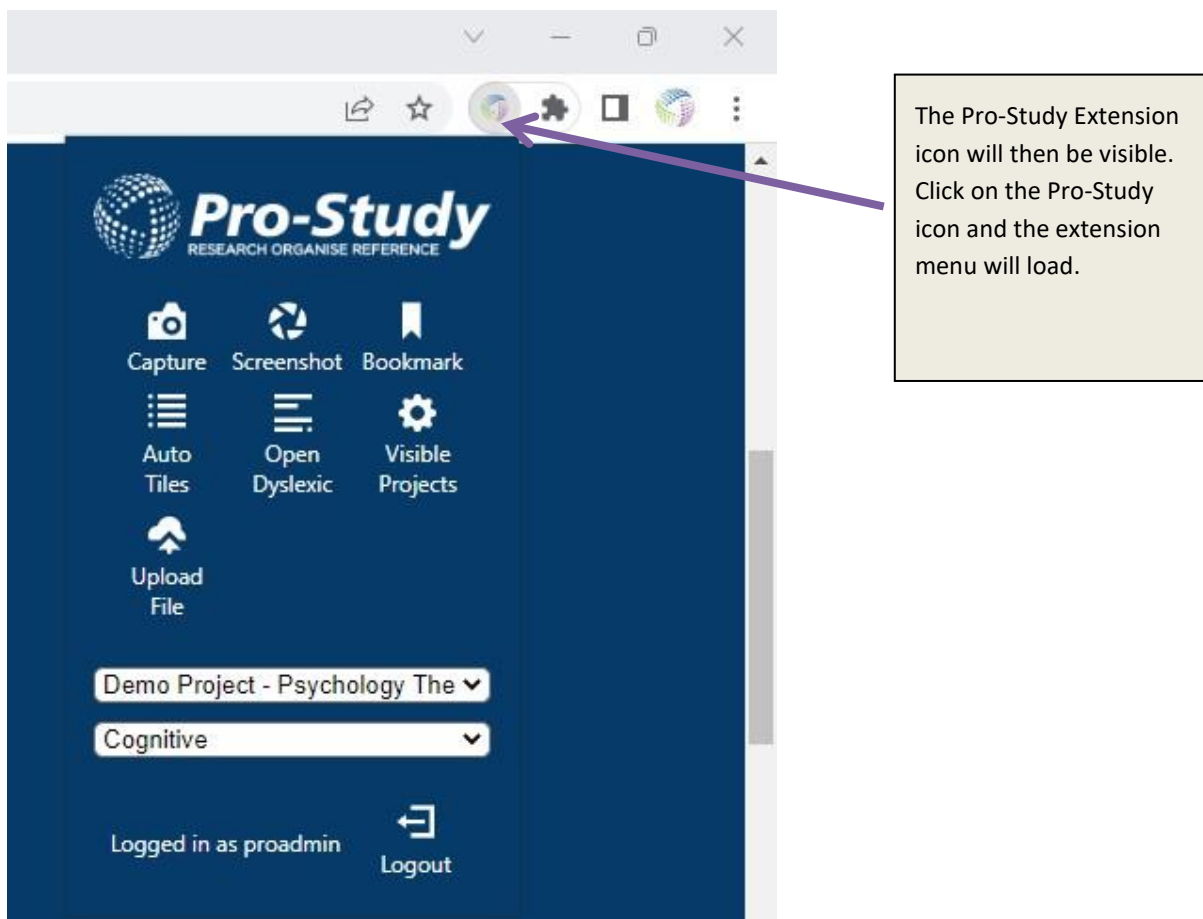 The Pro-Study Extension
icon will then be visible.
Click on the Pro-Study
icon and the extension
menu will load.
Pro-Study
RESEARCH ORGANISE REFERENCE
Capture Screenshot Bookmark
Auto Open Visible
Tiles Dyslexic Projects
Upload
File
Demo Project - Psychology The
Cognitive
Logged in as proadmin
Logout